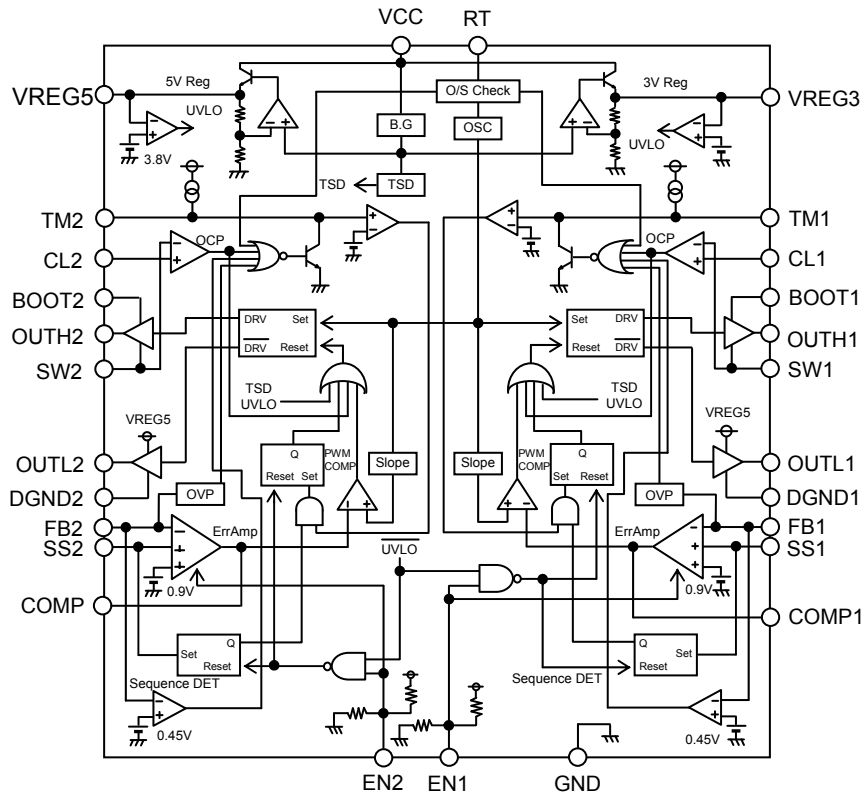 VCC RT
VREG5 5V Reg O/S Check 3V Reg VREG3
UVLO B.G OSC UVLO
3.8V
TSD TSD
TM2 TM1
CL2 OCP OCP CL1
BOOT2 BOOT1
OUTH2 DRV Set Set DRV OUTH1
DRV Reset Reset DRV
SW2 SW1
TSD TSD
UVLO UVLO
VREG5 VREG5
Q PWM COMP Slope Slope PWM COMP Q
OUTL2 Reset Set Set Reset OUTL1
DGND2 OVP OVP DGND1
FB2 FB1
SS2 ErrAmp ErrAmp SS1
UVLO
0.9V 0.9V
COMP COMP1
Set Q Q Set
Reset Reset
Sequence DET Sequence DET
0.45V 0.45V
EN2 EN1 GND